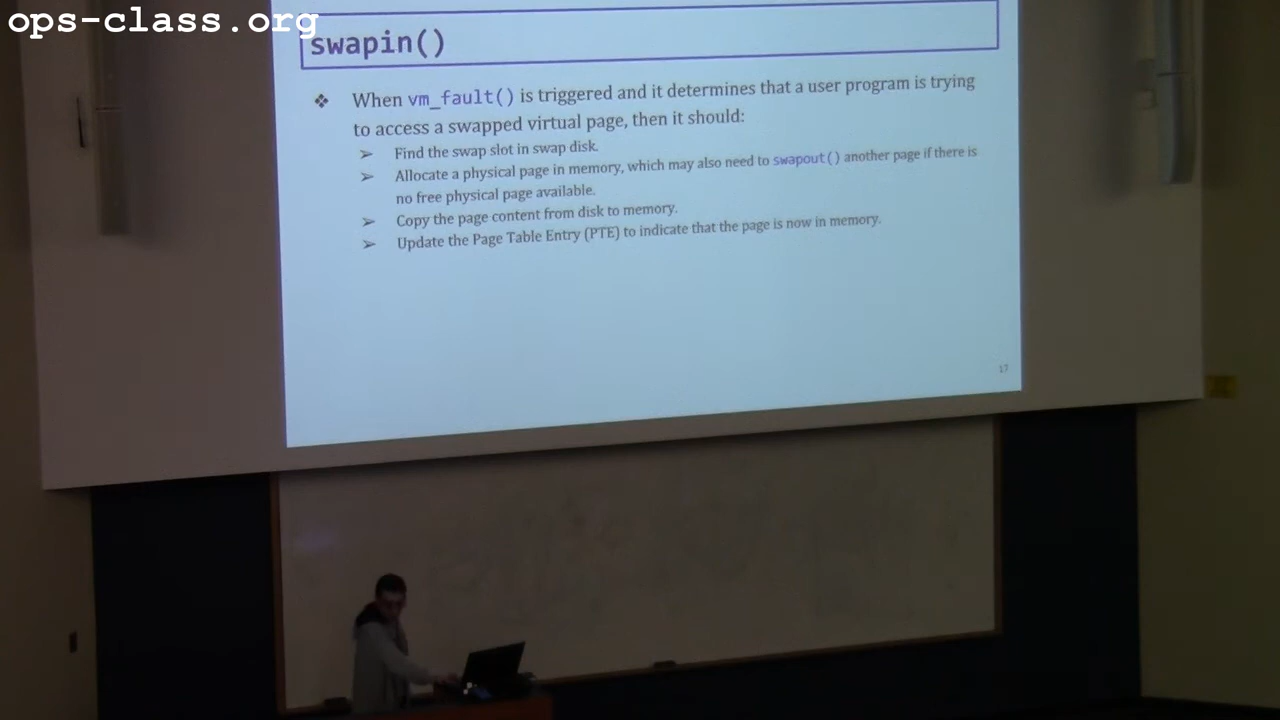 ops-class.org
swapin()
❖ When vm_fault() is triggered and it determines that a user program is trying
to access a swapped virtual page, then it should:
➢ Find the swap slot in swap disk.
➢ Allocate a physical page in memory, which may also need to swapout() another page if there is
no free physical page available.
➢ Copy the page content from disk to memory.
➢ Update the Page Table Entry (PTE) to indicate that the page is now in memory.
17